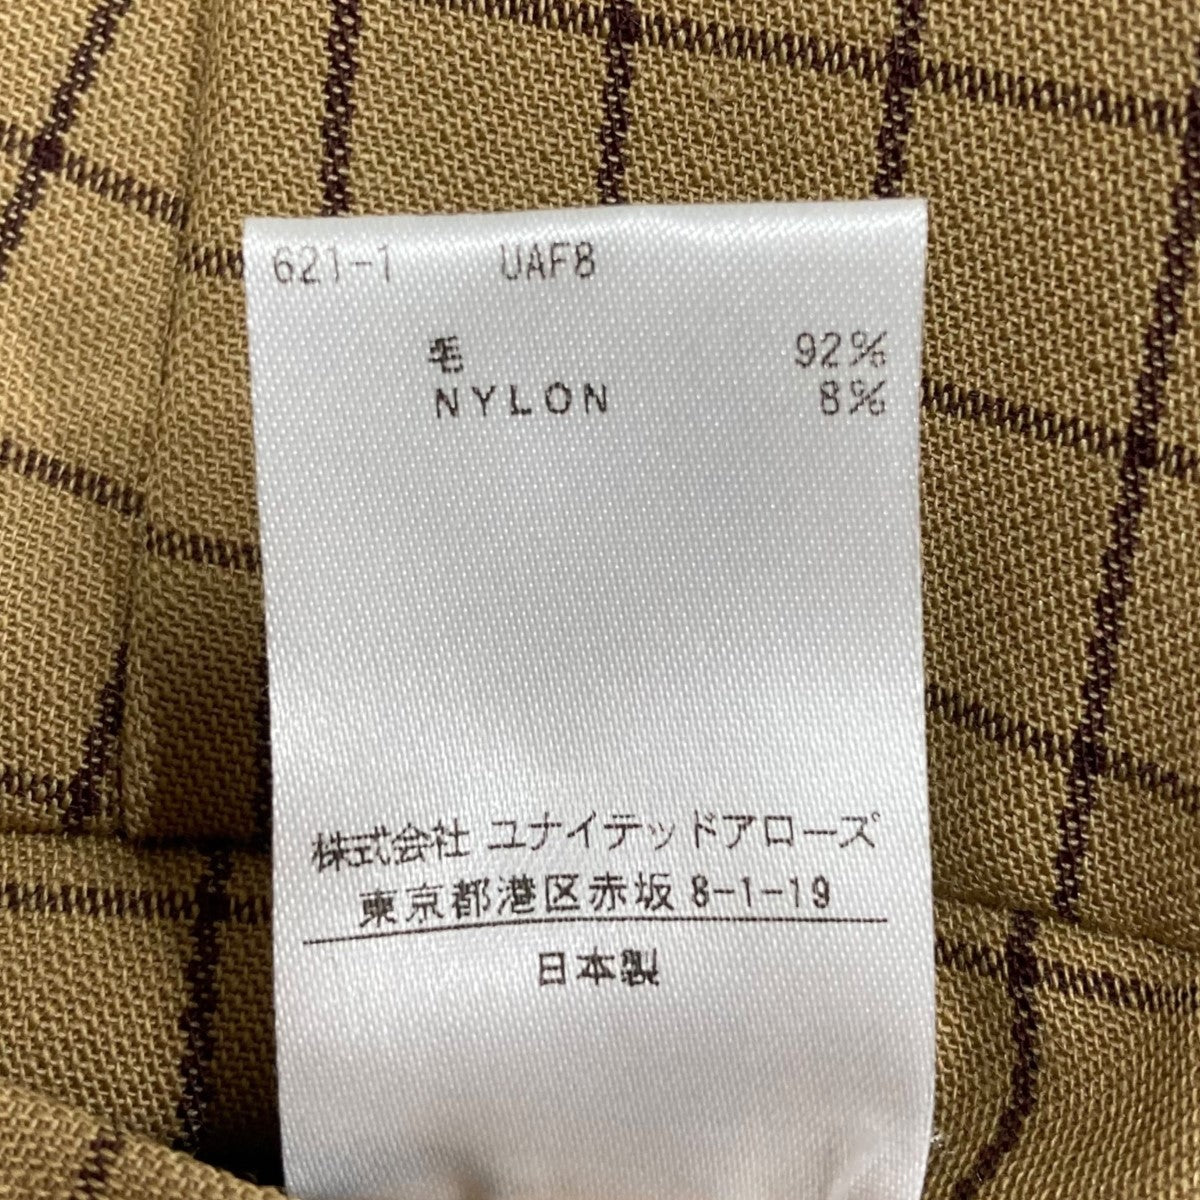 621-1 UAF8
毛 92%
NYLON 8%
株式会社 ユナイテッドアローズ
東京都港区赤坂 8-1-19
日本製